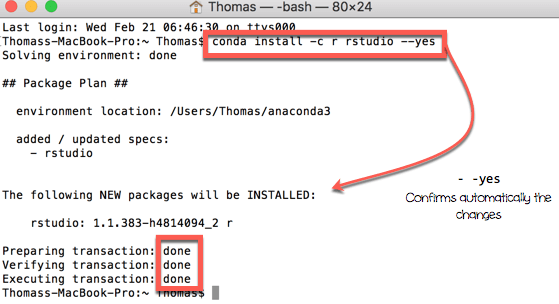 Thomas — -bash — 80×24
Last login: Wed Feb 21 06:46:30 on ttys000
Thomass-MacBook-Pro:~ Thomas$ conda install -c r rstudio --yes
Solving environment: done
## Package Plan ##
environment location: /Users/Thomas/anaconda3
added / updated specs:
- rstudio
- -yes
Confirms automatically the
changes
The following NEW packages will be INSTALLED:
rstudio: 1.1.383-h4814094_2 r
Preparing transaction: done
Verifying transaction: done
Executing transaction: done
Thomass-MacBook-Pro:~ Thomas$